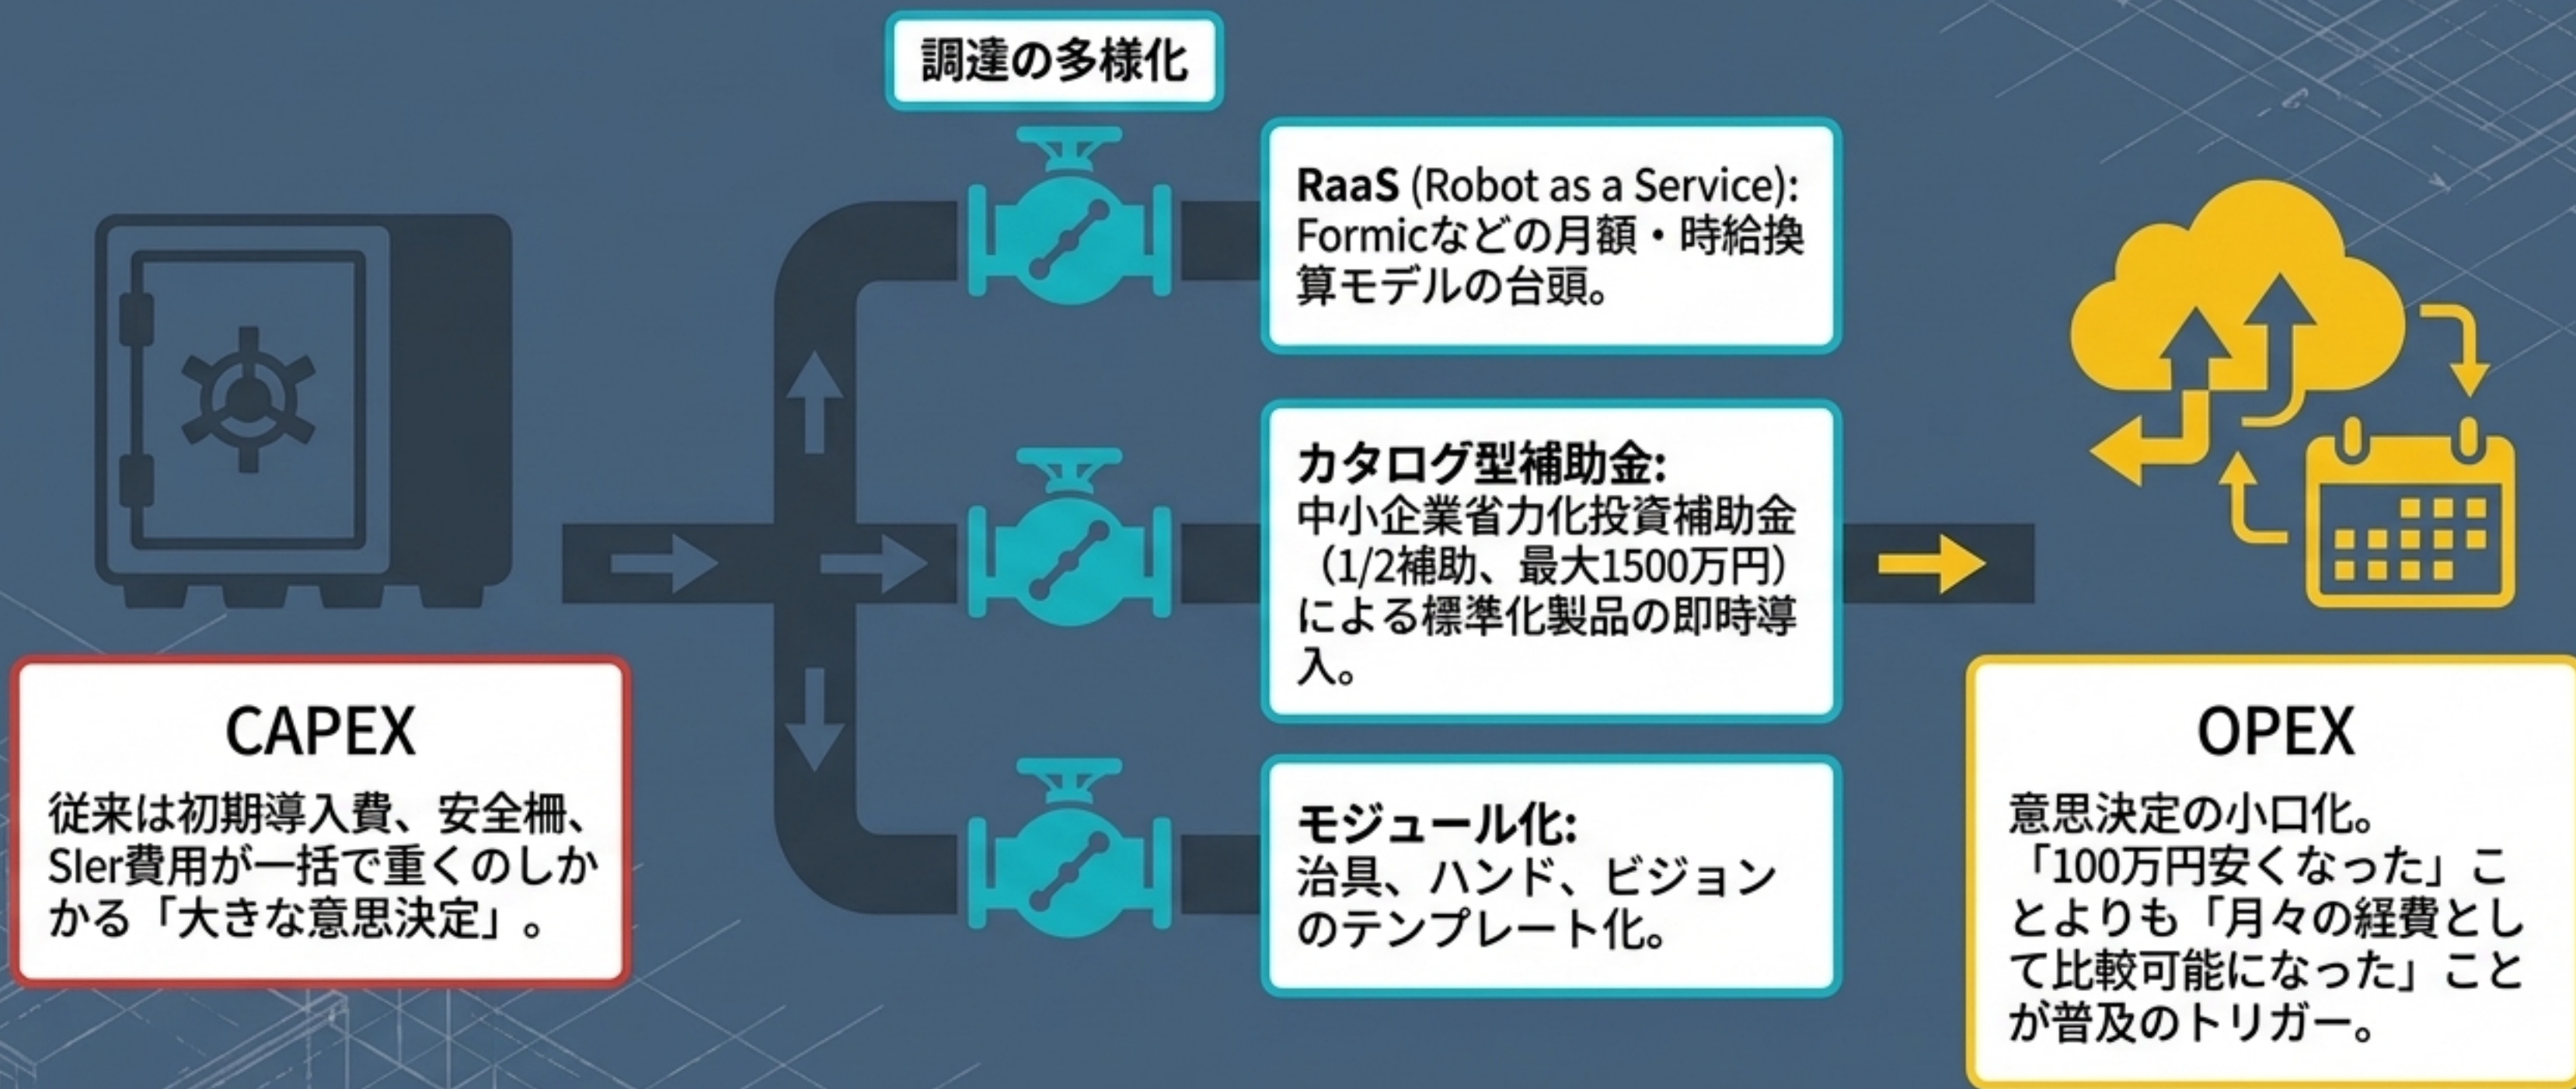 調達の多様化
RaaS (Robot as a Service):
Formicなどの月額・時給換
算モデルの台頭。
カタログ型補助金:
中小企業省力化投資補助金
（1/2補助、最大1500万円）
による標準化製品の即時導
入。
モジュール化:
治具、ハンド、ビジョン
のテンプレート化。
CAPEX
従来は初期導入費、安全柵、
SIer費用が一括で重くのしか
かる「大きな意思決定」。
OPEX
意思決定の小口化。
「100万円安くなった」こ
とよりも「月々の経費とし
て比較可能になった」こと
が普及のトリガー。